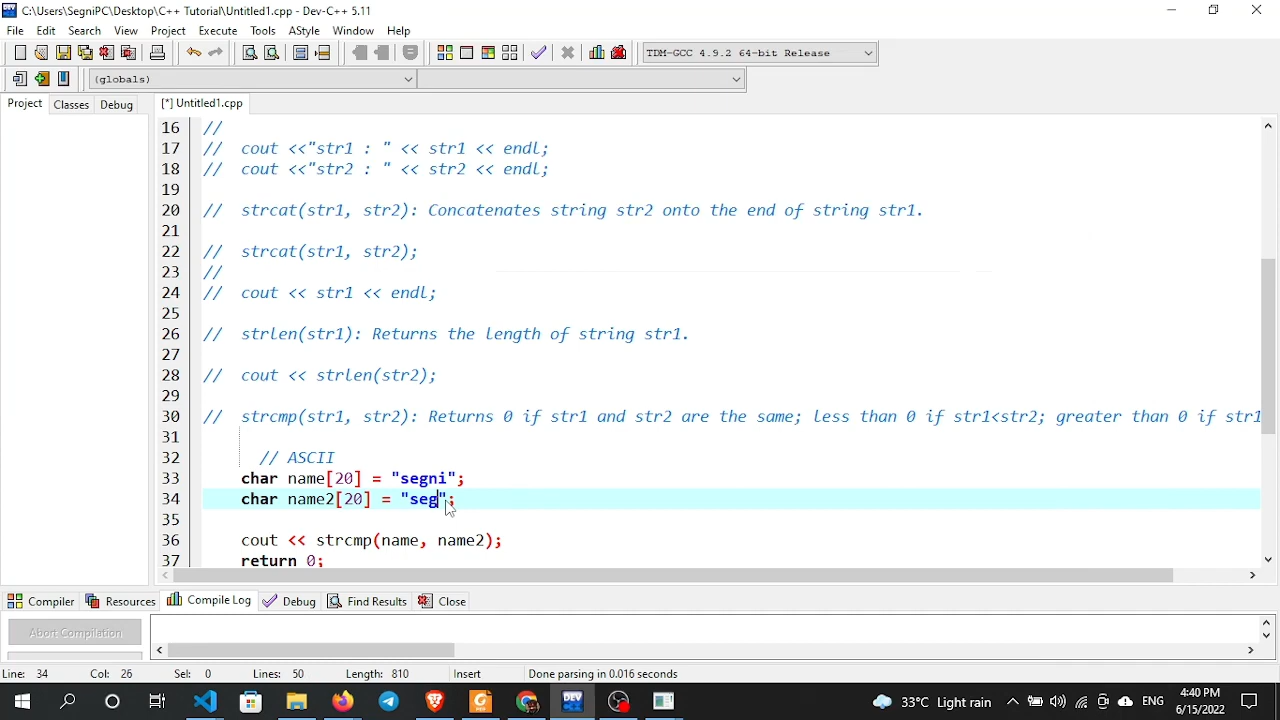 C:\Users\SegniPC\Desktop\C++ Tutorial\Untitled1.cpp - Dev-C++ 5.11
File Edit Search View Project Execute Tools AStyle Window Help
TDM-GCC 4.9.2 64-bit Release
(globals)
Project Classes Debug [*] Untitled1.cpp
16 //
17 // cout <<"str1 : " << str1 << endl;
18 // cout <<"str2 : " << str2 << endl;
19
20 // strcat(str1, str2): Concatenates string str2 onto the end of string str1.
21
22 // strcat(str1, str2);
23 //
24 // cout << str1 << endl;
25
26 // strlen(str1): Returns the length of string str1.
27
28 // cout << strlen(str2);
29
30 // strcmp(str1, str2): Returns 0 if str1 and str2 are the same; less than 0 if str1<str2; greater than 0 if str1
31
32 // ASCII
33 char name[20] = "segni";
34 char name2[20] = "seg";
35
36 cout << strcmp(name, name2);
37 return 0;
Compiler Resources Compile Log Debug Find Results Close
Abort Compilation
Line: 34 Col: 26 Sel: 0 Lines: 50 Length: 810 Insert Done parsing in 0.016 seconds
33°C Light rain ENG 4:40 PM
6/15/2022